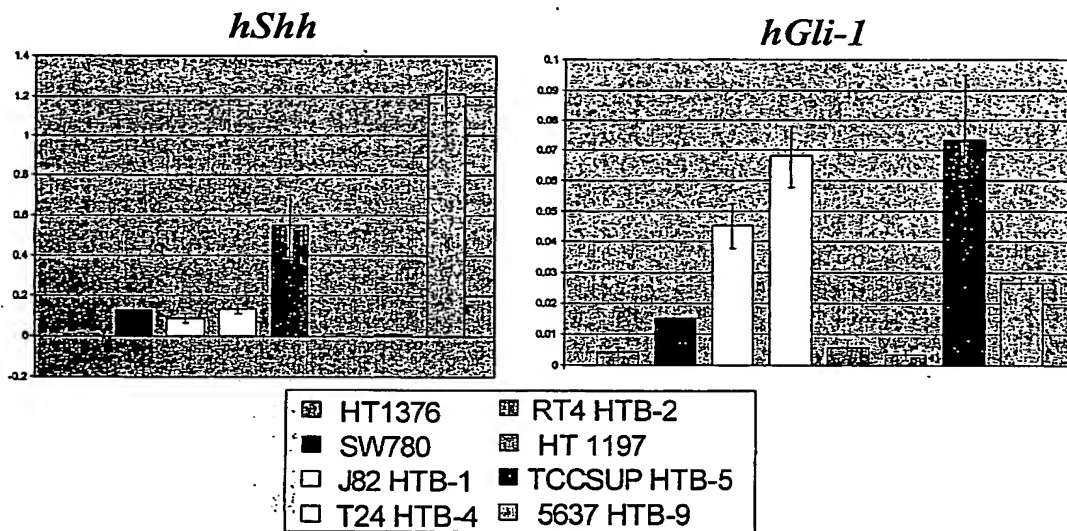 hShh
hGli-1
1.4
1.2
1
0.8
0.6
0.4
0.2
0
-0.2
0.1
0.09
0.08
0.07
0.06
0.05
0.04
0.03
0.02
0.01
0
HT1376
RT4 HTB-2
SW780
HT 1197
J82 HTB-1
TCCSUP HTB-5
T24 HTB-4
5637 HTB-9